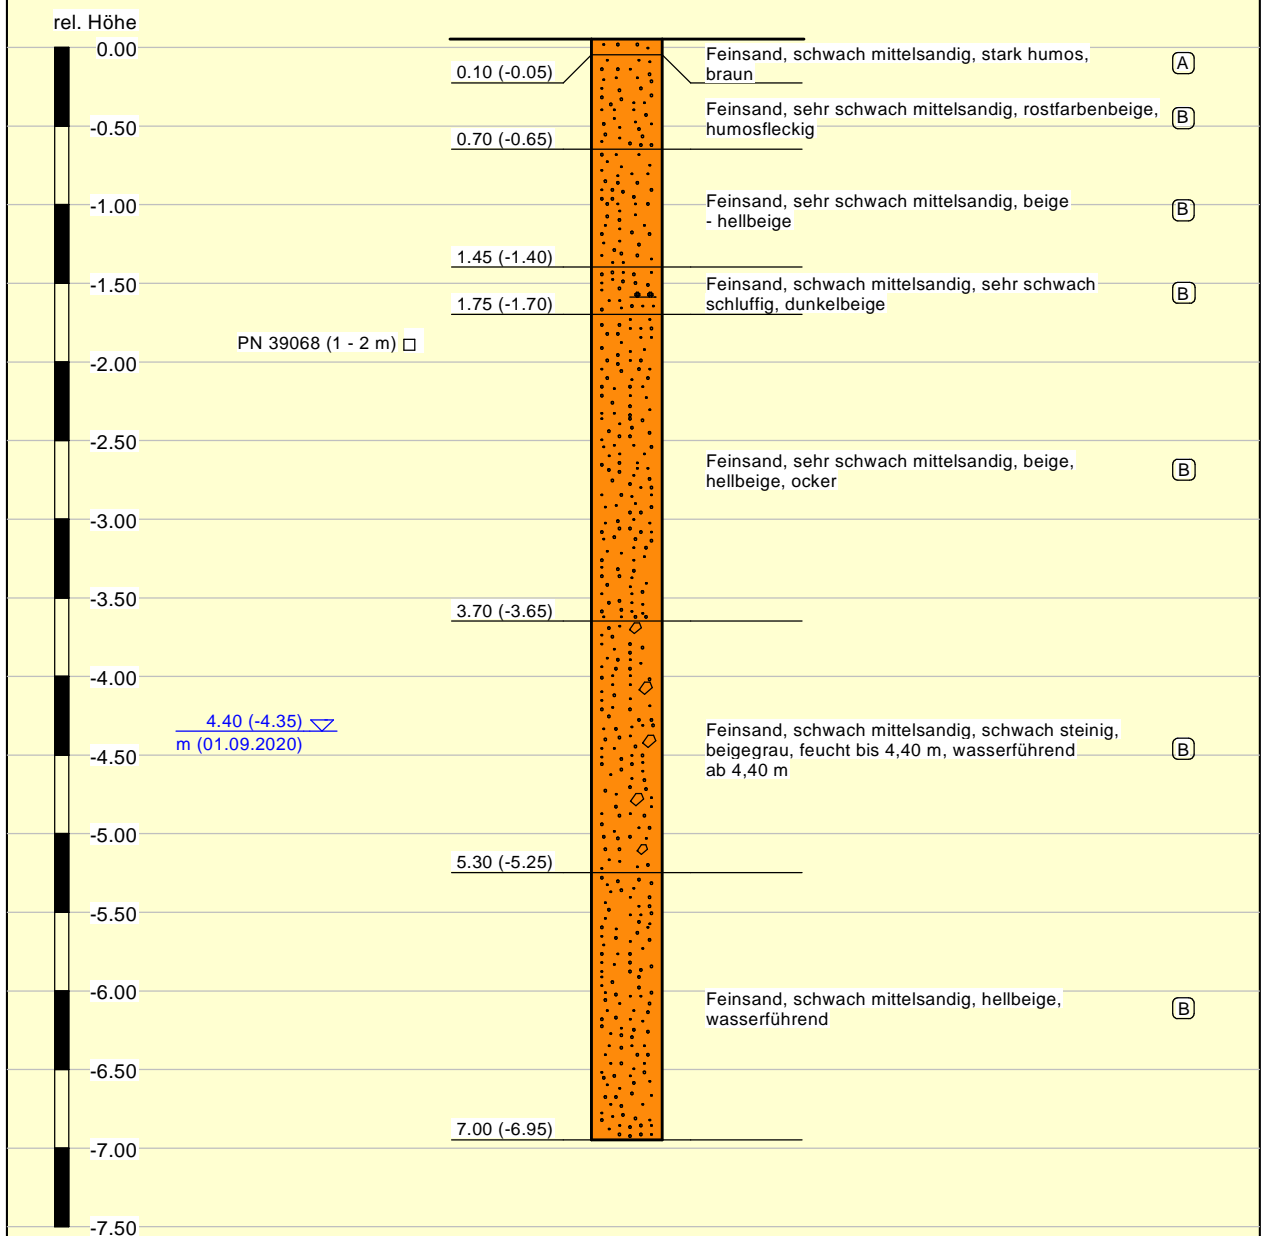 rel. Höhe
0.00
Feinsand, schwach mittelsandig, stark humos,
braun
A
0.10 (-0.05)
Feinsand, sehr schwach mittelsandig, rostfarbenbeige,
humosfleckig
B
-0.50
0.70 (-0.65)
-1.00
Feinsand, sehr schwach mittelsandig, beige
- hellbeige
B
1.45 (-1.40)
-1.50
Feinsand, schwach mittelsandig, sehr schwach
schluffig, dunkelbeige
B
1.75 (-1.70)
PN 39068 (1 - 2 m)
-2.00
-2.50
Feinsand, sehr schwach mittelsandig, beige,
hellbeige, ocker
B
-3.00
-3.50
3.70 (-3.65)
-4.00
4.40 (-4.35)
m (01.09.2020)
Feinsand, schwach mittelsandig, schwach steinig,
beigegrau, feucht bis 4,40 m, wasserführend
ab 4,40 m
B
-4.50
-5.00
5.30 (-5.25)
-5.50
-6.00
Feinsand, schwach mittelsandig, hellbeige,
wasserführend
B
-6.50
7.00 (-6.95)
-7.00
-7.50